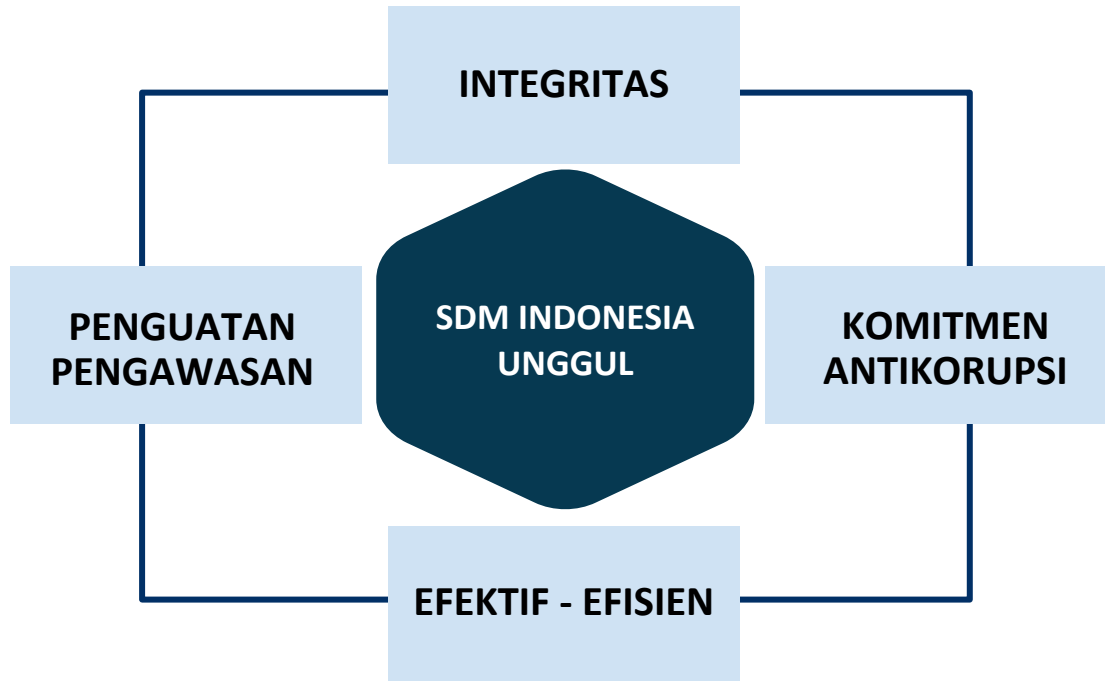 INTEGRITAS
PENGUATAN
PENGAWASAN
SDM INDONESIA
UNGGUL
KOMITMEN
ANTIKORUPSI
EFEKTIF - EFISIEN